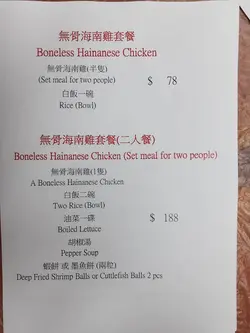 無骨海南雞套餐
Boneless Hainanese Chicken
無骨海南雞(半隻)
(Set meal for two people)
$ 78
白飯一碗
Rice (Bowl)
無骨海南雞套餐(二人餐)
Boneless Hainanese Chicken (Set meal for two people)
無骨海南雞(1隻)
A Boneless Hainanese Chicken
白飯二碗
Two Rice (Bowl)
油菜一碟
$ 188
Boiled Lettuce
胡椒湯
Pepper Soup
蝦餅 或 墨魚餅 (兩粒)
Deep Fried Shrimp Balls or Cuttlefish Balls 2 pcs